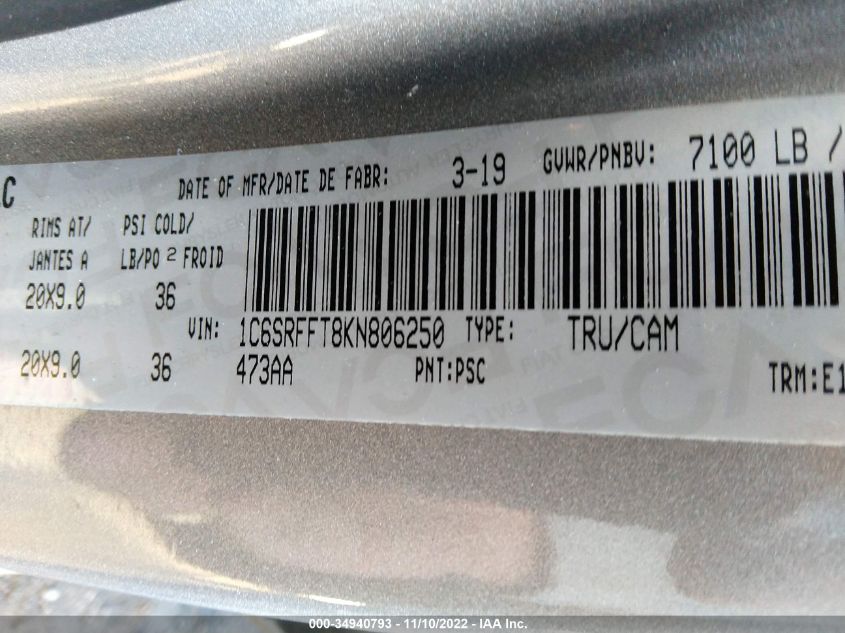 LC
DATE OF MFR/DATE DE FABR: 3-19 GVWR/PNBV: 7100 LB /
RIMS AT/ PSI COLD/
JANTES A LB/PO 2 FROID
20X9.0 36
VIN: 1C6SRFFT8KN806250 TYPE: TRU/CAM
20X9.0 36 473AA PNT:PSC TRM:E1
000-34940793 - 11/10/2022 - IAA Inc.